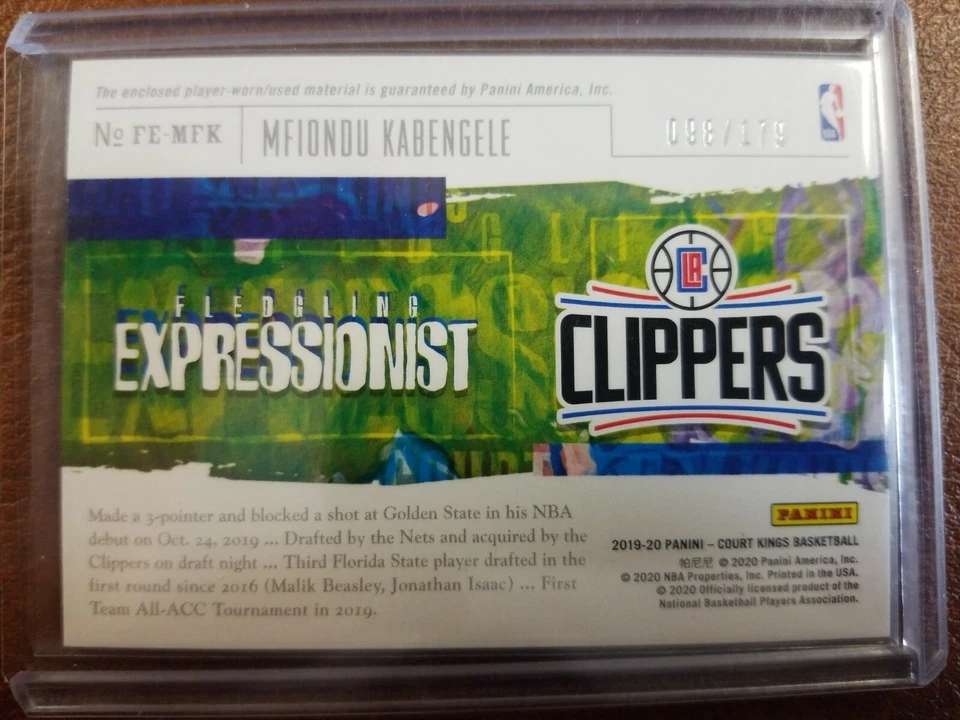 The enclosed player-worn/used material is guaranteed by Panini America, Inc.
No FE-MFK
MFIONDU KABENGELE
098/179
NBA
FLEDGLING
EXPRESSIONIST
LAC
CLIPPERS
Made a 3-pointer and blocked a shot at Golden State in his NBA
debut on Oct. 24, 2019 ... Drafted by the Nets and acquired by the
Clippers on draft night ... Third Florida State player drafted in the
first round since 2016 (Malik Beasley, Jonathan Isaac) ... First
Team All-ACC Tournament in 2019.
PANINI
2019-20 PANINI – COURT KINGS BASKETBALL
帕尼尼 © 2020 Panini America, Inc.
© 2020 NBA Properties, Inc. Printed in the USA.
© 2020 Officially licensed product of the
National Basketball Players Association.